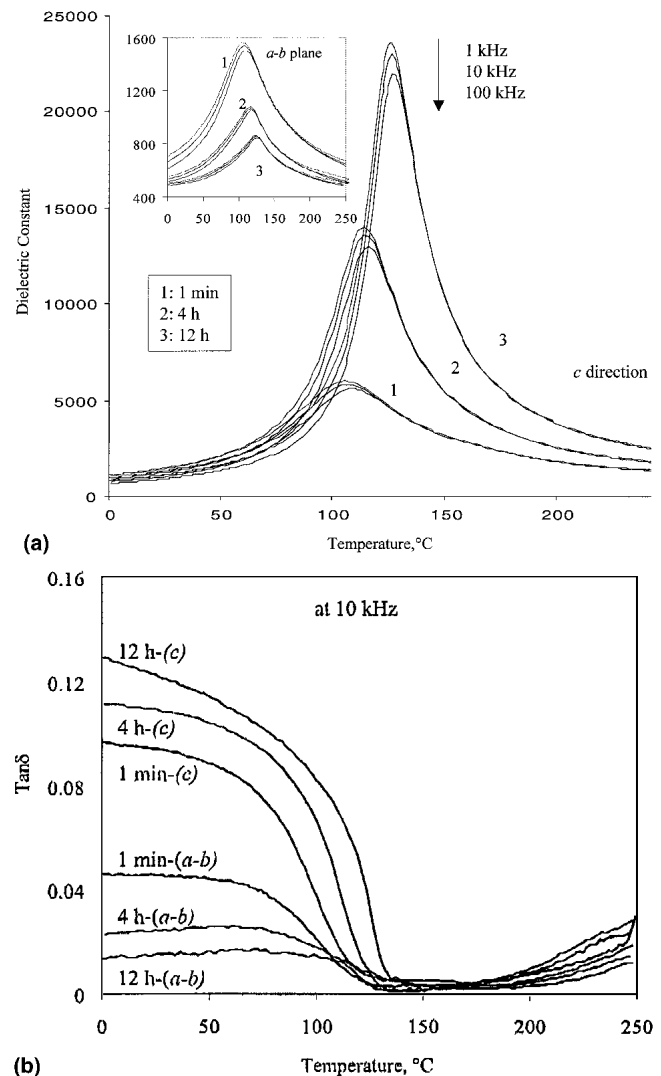 25000
20000
15000
10000
5000
0
Dielectric Constant
1600
1200
800
400
a-b plane
1
2
3
0 50 100 150 200 250
1 kHz
10 kHz
100 kHz
1: 1 min
2: 4 h
3: 12 h
3
2
1
c direction
0 50 100 150 200
(a)
Temperature,°C
0.16
0.12
0.08
0.04
0
Tanδ
at 10 kHz
12 h-(c)
4 h-(c)
1 min-(c)
1 min-(a-b)
4 h-(a-b)
12 h-(a-b)
0 50 100 150 200 250
(b)
Temperature, °C